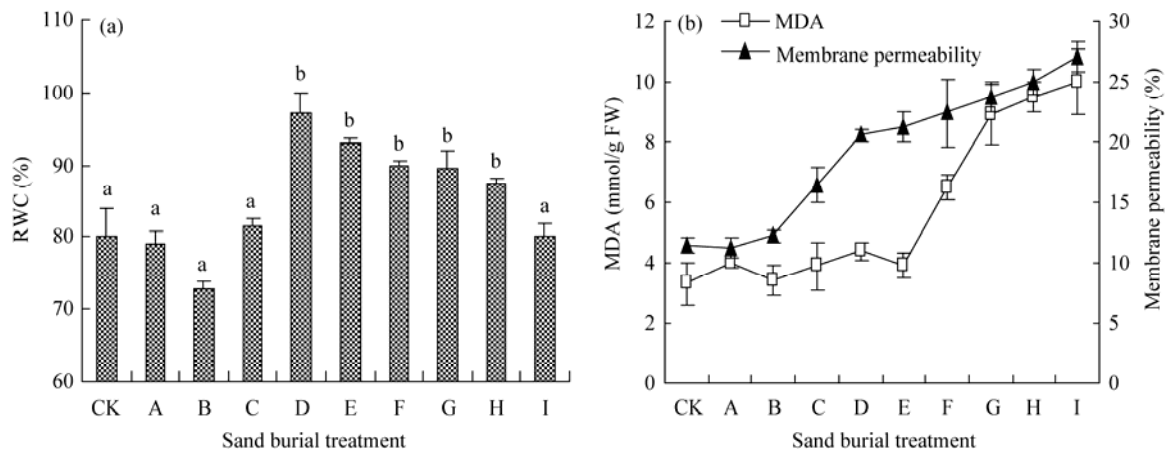 (a)
110
100
90
80
70
60
RWC (%)
a
a
a
a
b
b
b
b
b
a
CK A B C D E F G H I
Sand burial treatment
(b)
MDA
Membrane permeability
12
10
8
6
4
2
0
MDA (mmol/g FW)
30
25
20
15
10
5
0
Membrane permeability (%)
CK A B C D E F G H I
Sand burial treatment